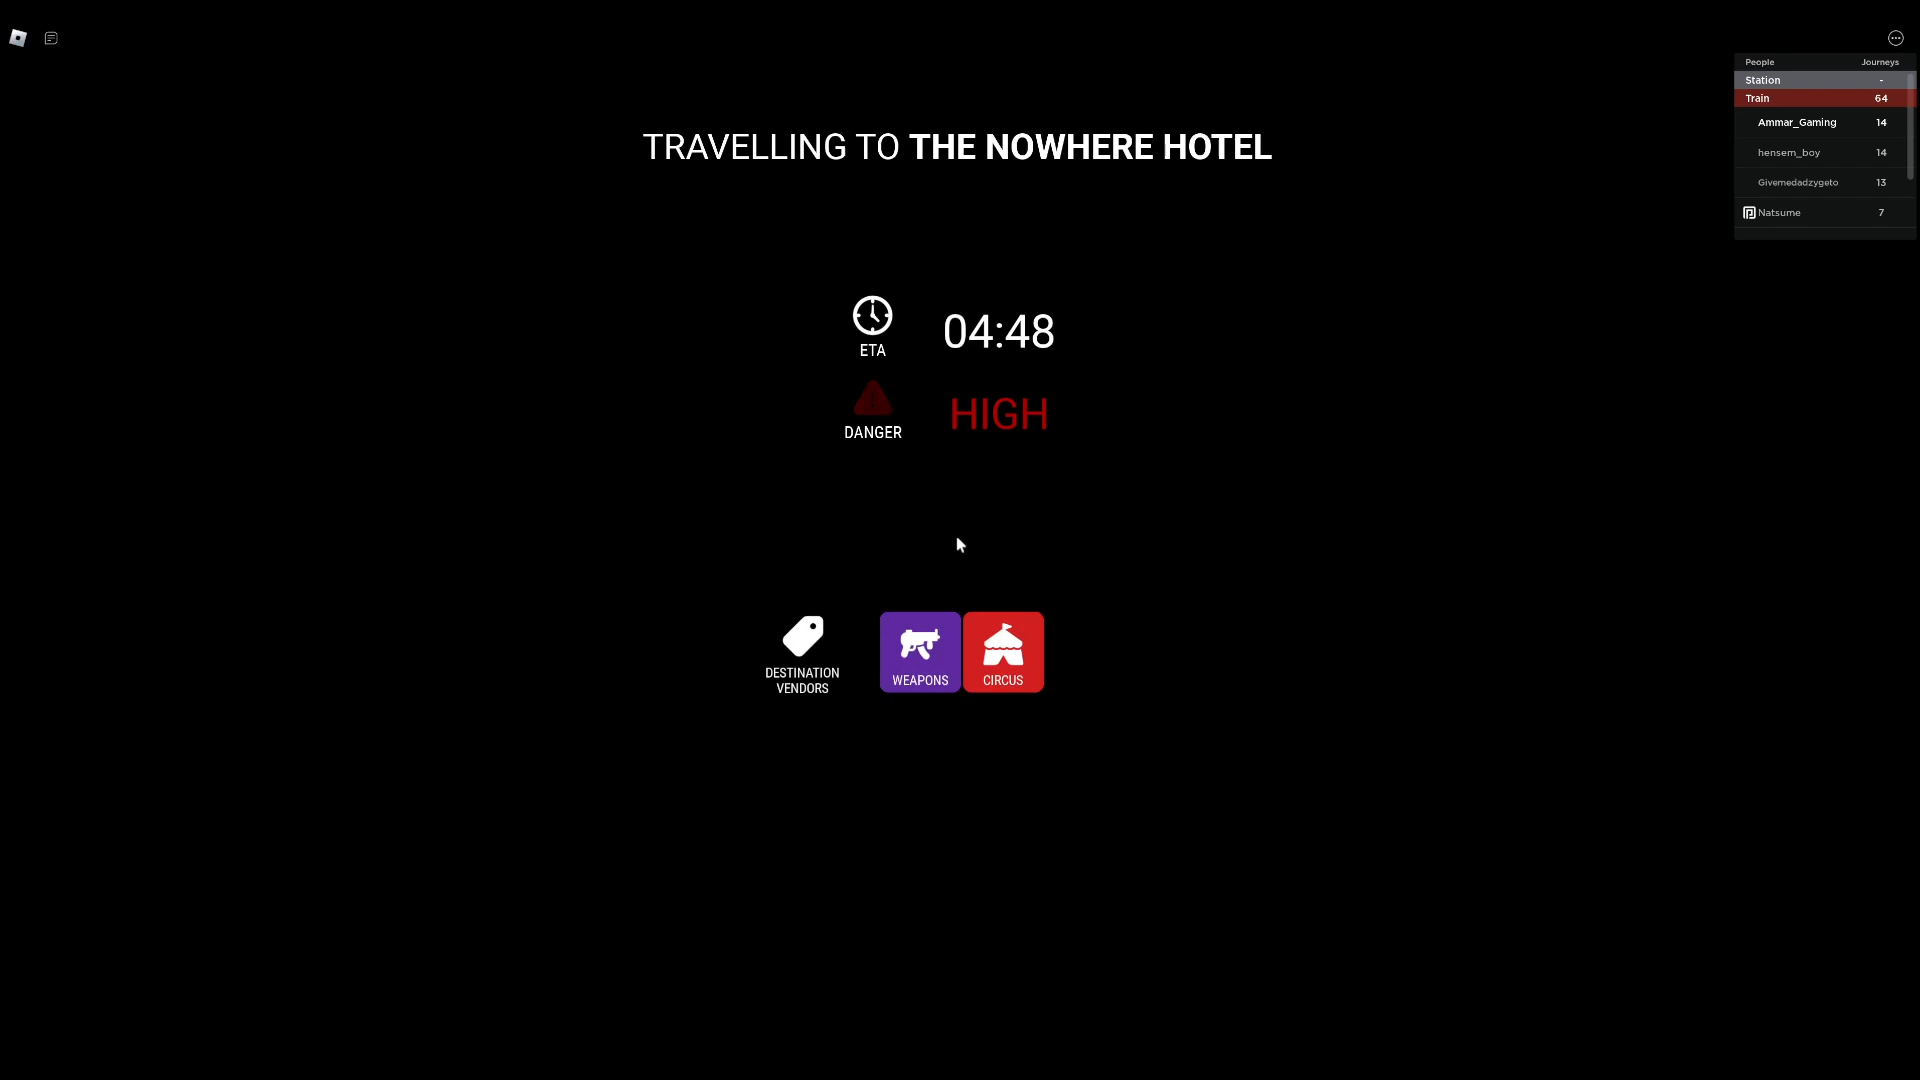 People Journeys
Station -
Train 64
Ammar_Gaming 14
hensem_boy 14
Givemedadzygeto 13
Natsume 7
TRAVELLING TO THE NOWHERE HOTEL
ETA 04:48
DANGER HIGH
DESTINATION
VENDORS
WEAPONS
CIRCUS